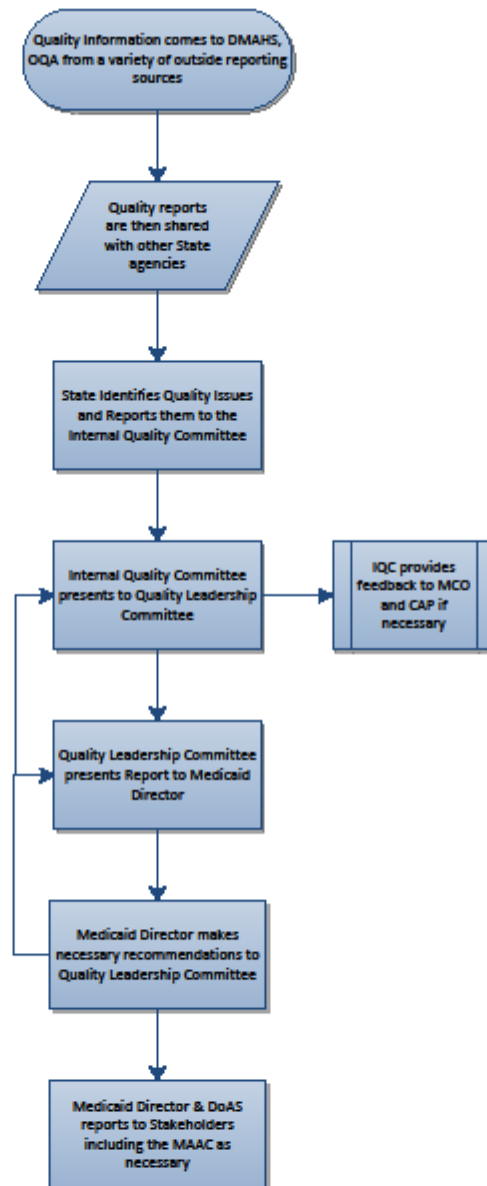 Quality Information comes to DMAHS,
OQA from a variety of outside reporting
sources
Quality reports
are then shared
with other State
agencies
State Identifies Quality Issues
and Reports them to the
Internal Quality Committee
Internal Quality Committee
presents to Quality Leadership
Committee
IQC provides
feedback to MCO
and CAP if
necessary
Quality Leadership Committee
presents Report to Medicaid
Director
Medicaid Director makes
necessary recommendations to
Quality Leadership Committee
Medicaid Director & DoAS
reports to Stakeholders
including the MAAC as
necessary